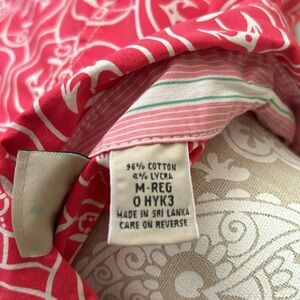 96% COTTON
4% LYCRA
M-REG
0 HYK3
MADE IN SRI LANKA
CARE ON REVERSE